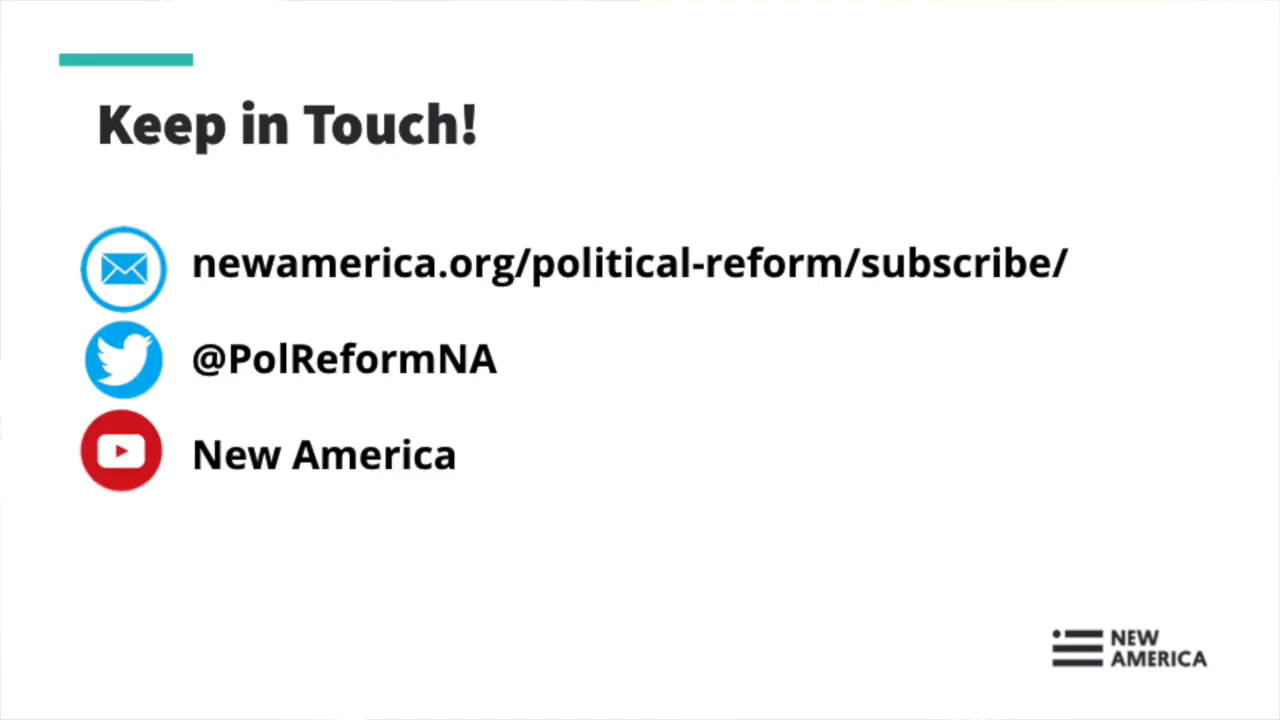 Keep in Touch!
newamerica.org/political-reform/subscribe/
@PolReformNA
New America
NEW
AMERICA